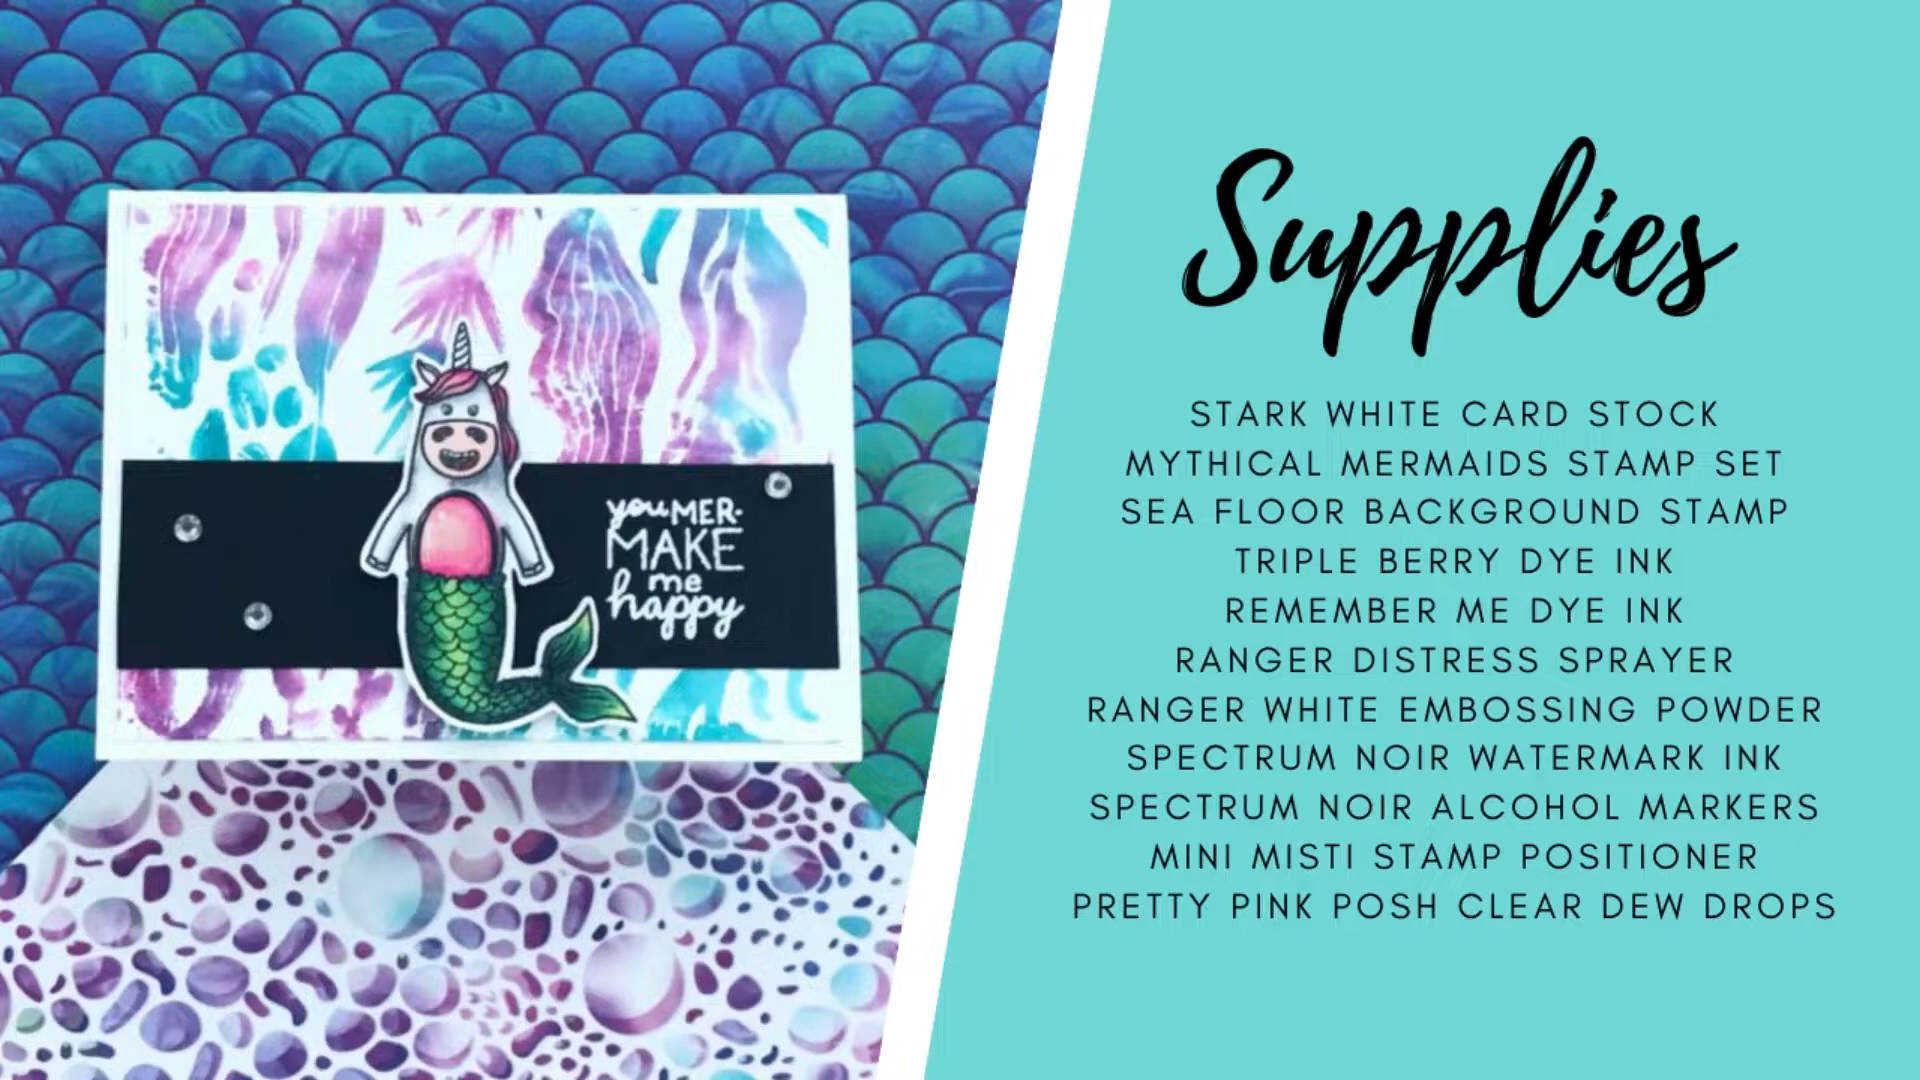 you MER-
MAKE
me
happy
Supplies
STARK WHITE CARD STOCK
MYTHICAL MERMAIDS STAMP SET
SEA FLOOR BACKGROUND STAMP
TRIPLE BERRY DYE INK
REMEMBER ME DYE INK
RANGER DISTRESS SPRAYER
RANGER WHITE EMBOSSING POWDER
SPECTRUM NOIR WATERMARK INK
SPECTRUM NOIR ALCOHOL MARKERS
MINI MISTI STAMP POSITIONER
PRETTY PINK POSH CLEAR DEW DROPS